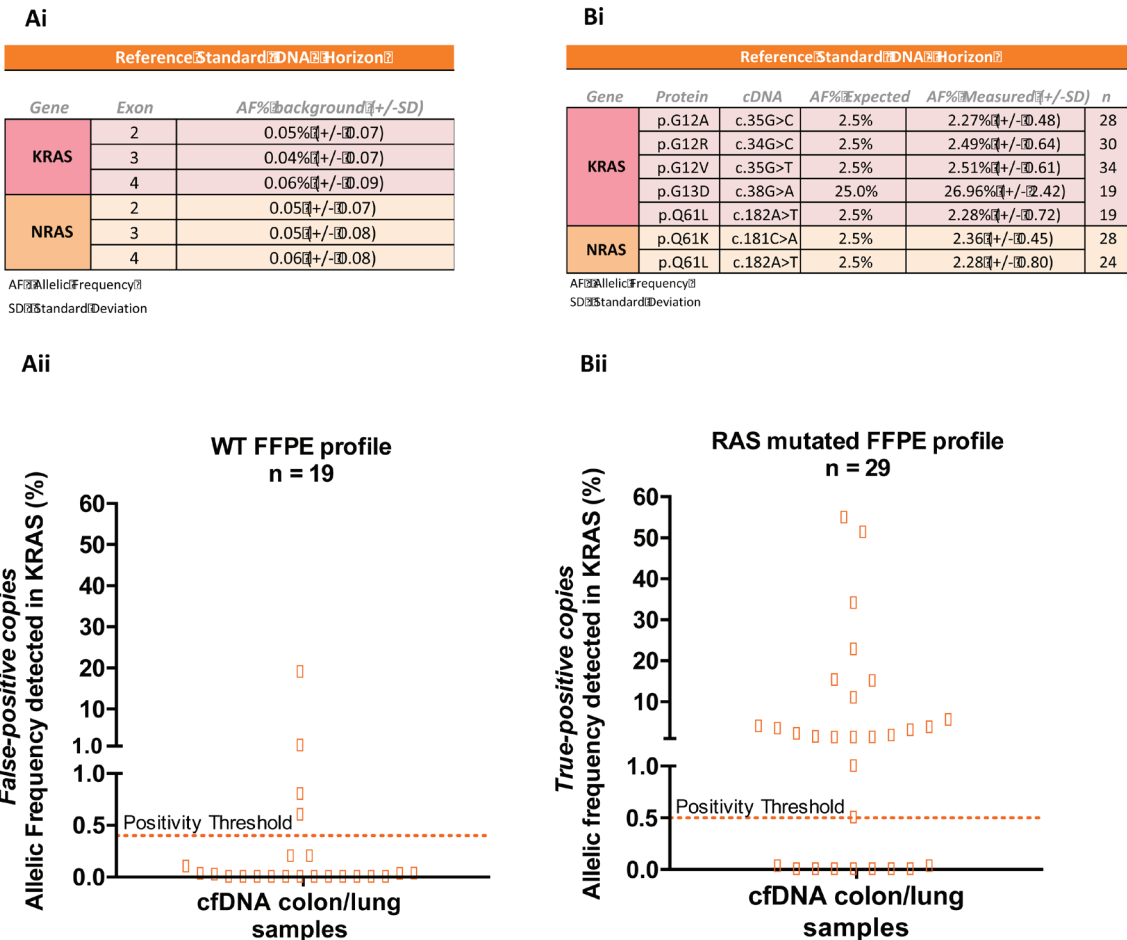 Ai
Reference Standard DNA - Horizon
Gene Exon AF% background (+/-SD)
KRAS
2 0.05% (+/- 0.07)
3 0.04% (+/- 0.07)
4 0.06% (+/- 0.09)
NRAS
2 0.05 (+/- 0.07)
3 0.05 (+/- 0.08)
4 0.06 (+/- 0.08)
AF Allelic Frequency
SD Standard Deviation
Bi
Reference Standard DNA - Horizon
Gene Protein cDNA AF% Expected AF% Measured (+/-SD) n
KRAS
p.G12A c.35G>C 2.5% 2.27% (+/- 0.48) 28
p.G12R c.34G>C 2.5% 2.49% (+/- 0.64) 30
p.G12V c.35G>T 2.5% 2.51% (+/- 0.61) 34
p.G13D c.38G>A 25.0% 26.96% (+/- 2.42) 19
p.Q61L c.182A>T 2.5% 2.28% (+/- 0.72) 19
NRAS
p.Q61K c.181C>A 2.5% 2.36 (+/- 0.45) 28
p.Q61L c.182A>T 2.5% 2.28 (+/- 0.80) 24
AF Allelic Frequency
SD Standard Deviation
Aii
WT FFPE profile
n = 19
False-positive copies
Allelic Frequency detected in KRAS (%)
60
50
40
30
20
10
1.0
1.0
0.5
0.0
Positivity Threshold
cfDNA colon/lung
samples
Bii
RAS mutated FFPE profile
n = 29
True-positive copies
Allelic frequency detected in KRAS (%)
60
50
40
30
20
10
1.0
0.5
0.0
Positivity Threshold
cfDNA colon/lung
samples